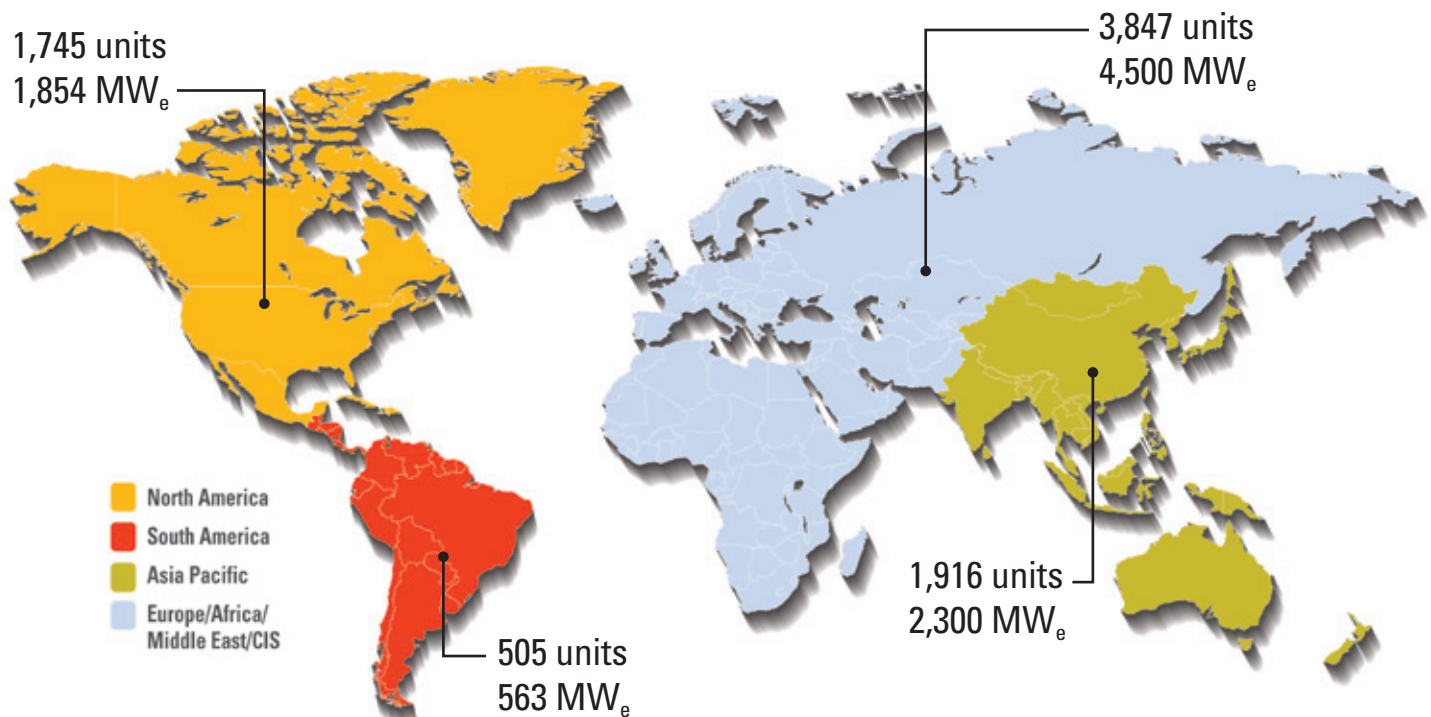 1,745 units
1,854 MWe
3,847 units
4,500 MWe
North America
South America
Asia Pacific
Europe/Africa/
Middle East/CIS
1,916 units
2,300 MWe
505 units
563 MWe